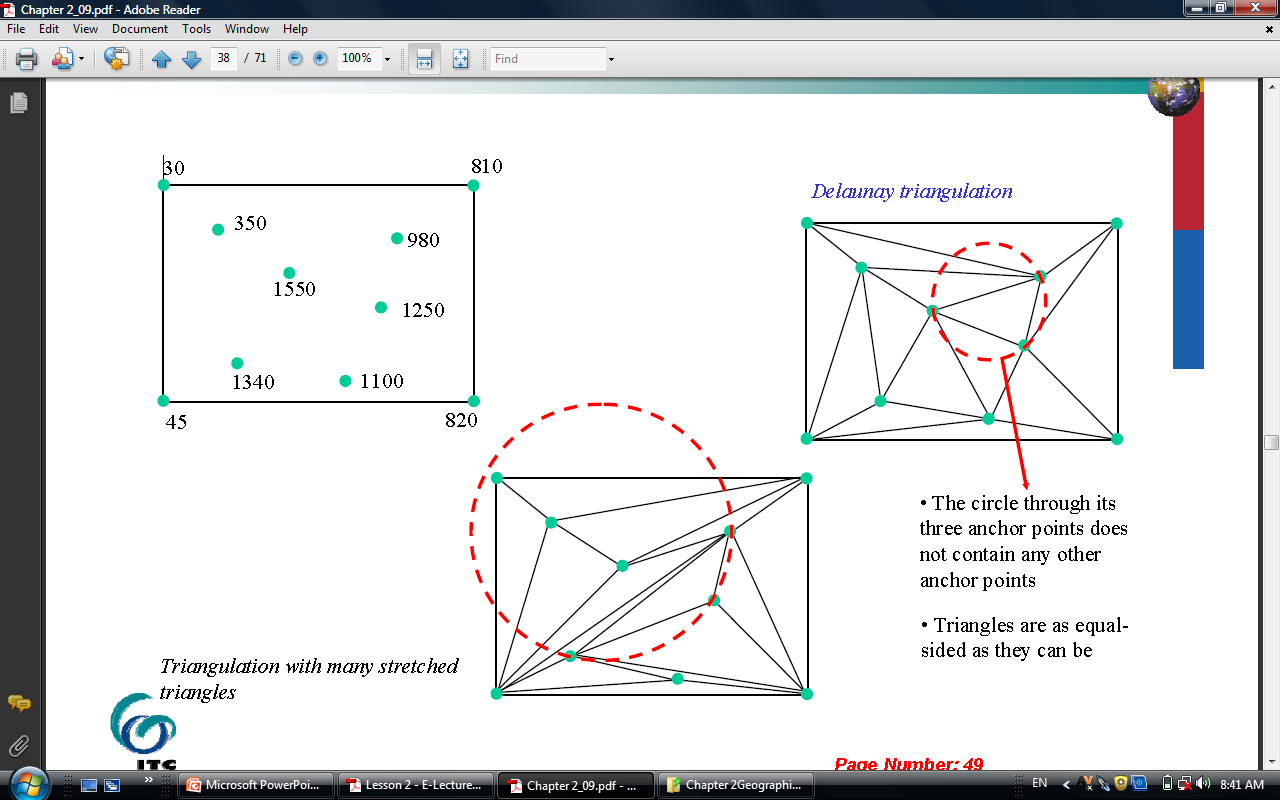 Chapter 2_09.pdf - Adobe Reader
File Edit View Document Tools Window Help
38 / 71 100% Find
30
810
350
980
1550
1250
1340
1100
45
820
Delaunay triangulation
• The circle through its
three anchor points does
not contain any other
anchor points
• Triangles are as equal-
sided as they can be
Triangulation with many stretched
triangles
ITC
Page Number: 49
Microsoft PowerPoi...
Lesson 2 - E-Lecture...
Chapter 2_09.pdf - ...
Chapter 2Geographi...
EN
8:41 AM